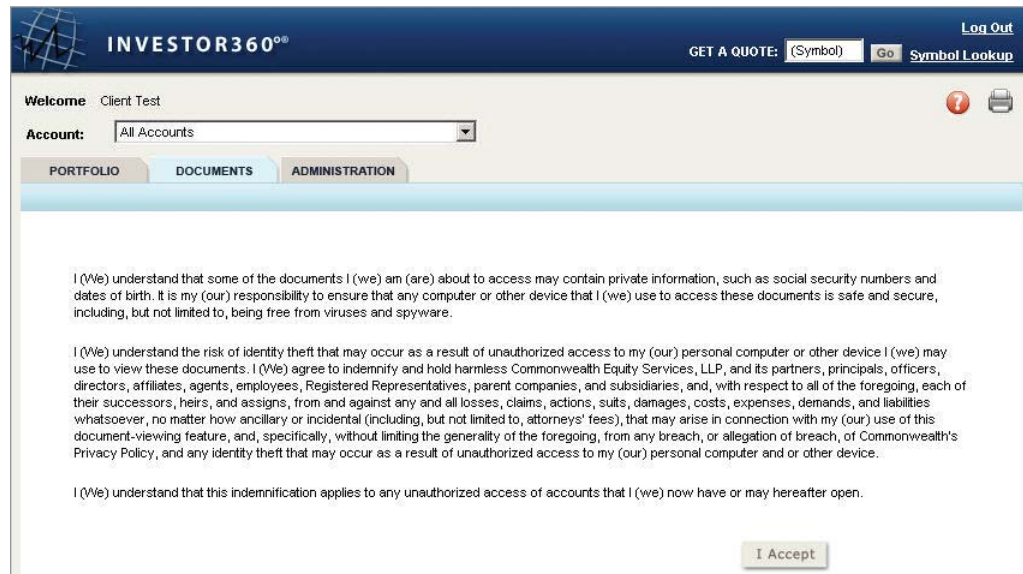 Log Out
INVESTOR360°®
GET A QUOTE: (Symbol) Go Symbol Lookup
Welcome Client Test
?
Account: All Accounts
PORTFOLIO DOCUMENTS ADMINISTRATION
I (We) understand that some of the documents I (we) am (are) about to access may contain private information, such as social security numbers and
dates of birth. It is my (our) responsibility to ensure that any computer or other device that I (we) use to access these documents is safe and secure,
including, but not limited to, being free from viruses and spyware.
I (We) understand the risk of identity theft that may occur as a result of unauthorized access to my (our) personal computer or other device I (we) may
use to view these documents. I (We) agree to indemnify and hold harmless Commonwealth Equity Services, LLP, and its partners, principals, officers,
directors, affiliates, agents, employees, Registered Representatives, parent companies, and subsidiaries, and, with respect to all of the foregoing, each of
their successors, heirs, and assigns, from and against any and all losses, claims, actions, suits, damages, costs, expenses, demands, and liabilities
whatsoever, no matter how ancillary or incidental (including, but not limited to, attorneys' fees), that may arise in connection with my (our) use of this
document-viewing feature, and, specifically, without limiting the generality of the foregoing, from any breach, or allegation of breach, of Commonwealth's
Privacy Policy, and any identity theft that may occur as a result of unauthorized access to my (our) personal computer and or other device.
I (We) understand that this indemnification applies to any unauthorized access of accounts that I (we) now have or may hereafter open.
I Accept